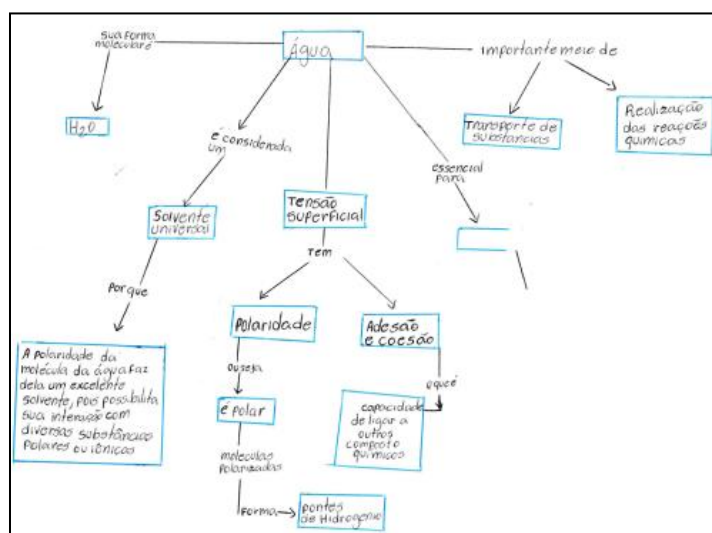 Água
sua forma
molecular é
H₂O
é considerada
um
Solvente
universal
Porque
A polaridade da
molécula da água faz
dela um excelente
solvente, pois possibilita
sua interação com
diversas substâncias
polares ou iônicas
Tensão
superficial
Tem
Polaridade
ou seja
é polar
moleculas
polarizadas
forma
pontes
de Hidrogênio
Adesão
e coesão
o que é
capacidade
de ligar a
outros
composto
químicos
essencial
para
importante meio de
Transporte de
substâncias
Realização
das reações
químicas